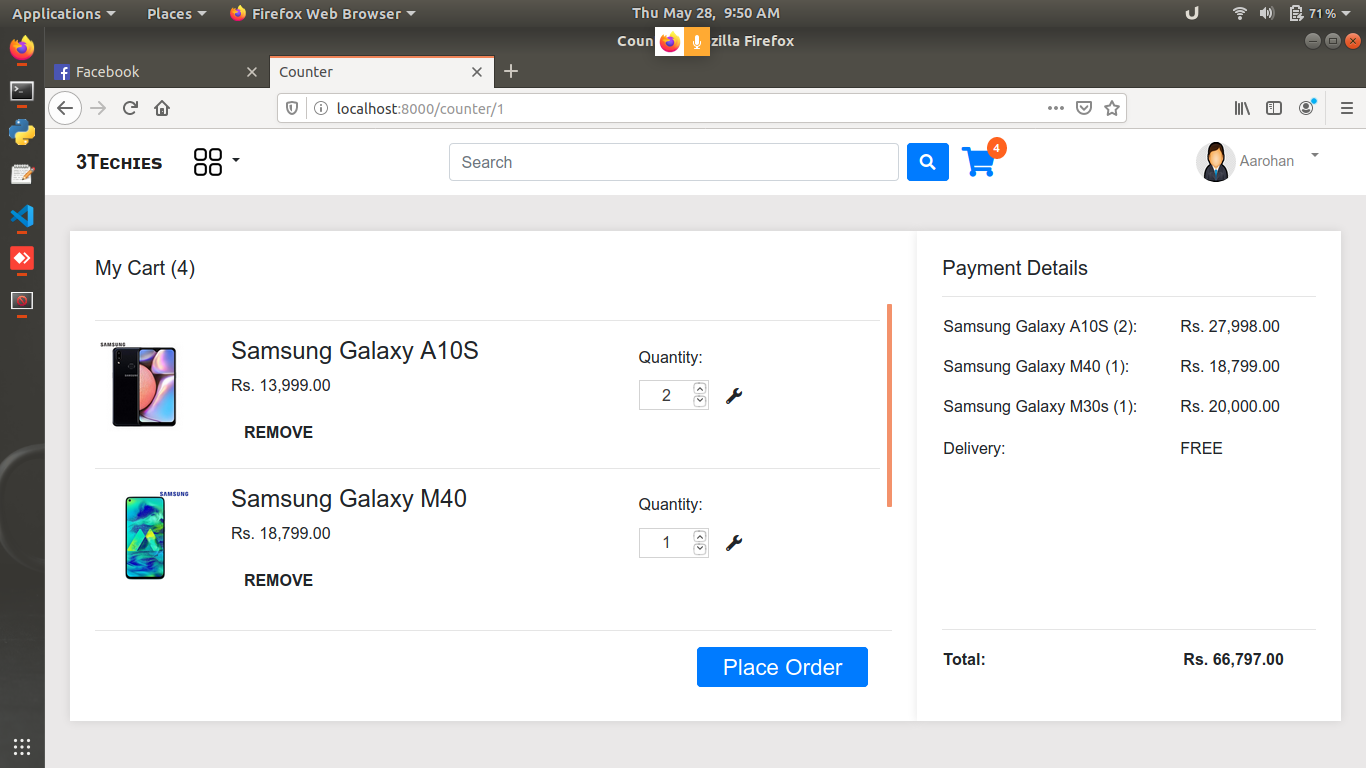 Applications Places Firefox Web Browser Thu May 28, 9:50 AM 71%
Coun zilla Firefox
Facebook Counter
localhost:8000/counter/1
3Techies Search 4 Aarohan
My Cart (4)
SAMSUNG
Samsung Galaxy A10S
Rs. 13,999.00
REMOVE
Quantity:
2
SAMSUNG
Samsung Galaxy M40
Rs. 18,799.00
REMOVE
Quantity:
1
Place Order
Payment Details
Samsung Galaxy A10S (2): Rs. 27,998.00
Samsung Galaxy M40 (1): Rs. 18,799.00
Samsung Galaxy M30s (1): Rs. 20,000.00
Delivery: FREE
Total: Rs. 66,797.00